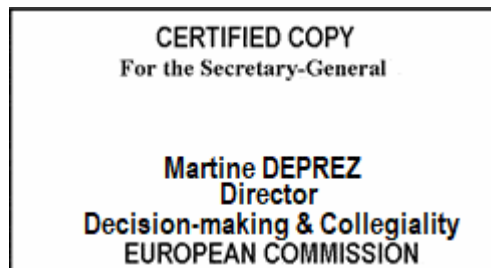 CERTIFIED COPY
For the Secretary-General
Martine DEPREZ
Director
Decision-making & Collegiality
EUROPEAN COMMISSION